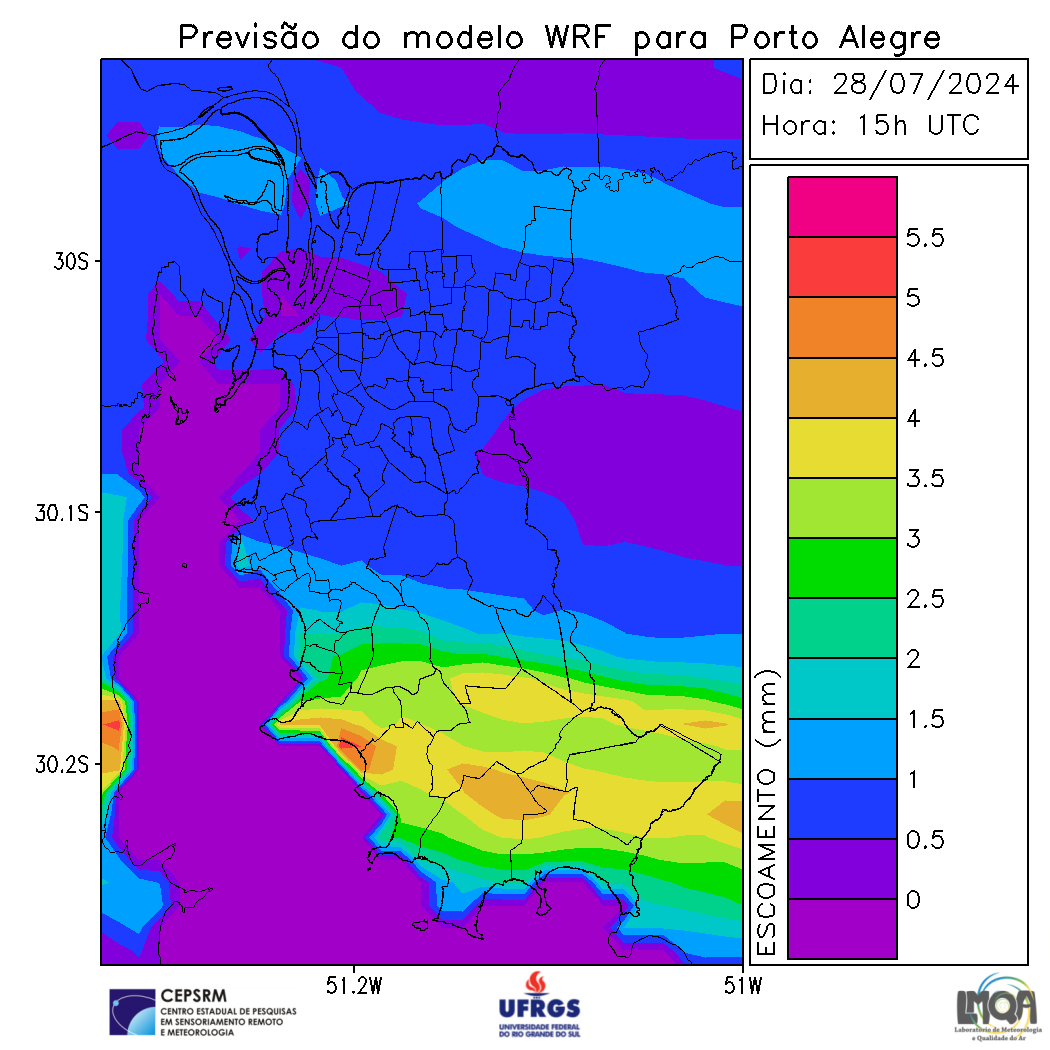 Previsão do modelo WRF para Porto Alegre
Dia: 28/07/2024
Hora: 15h UTC
30S
30.1S
30.2S
51.2W
51W
ESCOAMENTO (mm)
5.5
5
4.5
4
3.5
3
2.5
2
1.5
1
0.5
0
CEPSRM
CENTRO ESTADUAL DE PESQUISAS
EM SENSORIAMENTO REMOTO
E METEOROLOGIA
UFRGS
UNIVERSIDADE FEDERAL
DO RIO GRANDE DO SUL
LMQA
Laboratório de Meteorologia
e Qualidade do Ar